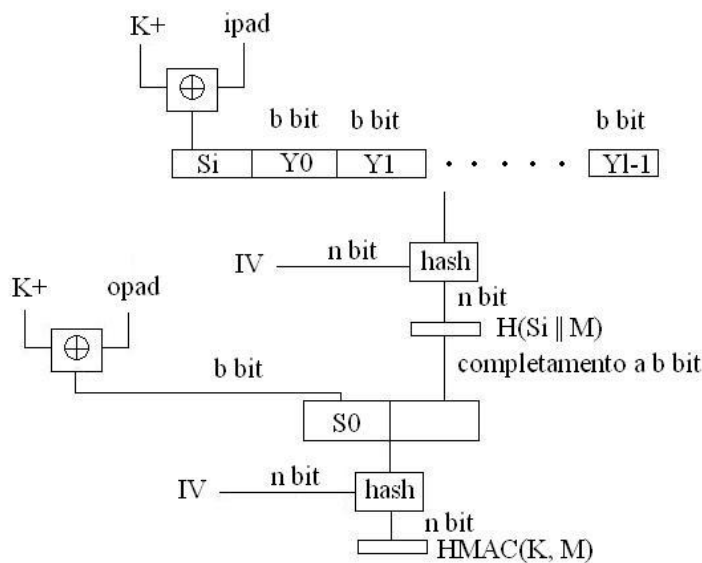 K+ ipad
⊕
b bit b bit b bit
Si Y0 Y1 . . . . . Yl-1
IV n bit hash
n bit
K+ opad
H(Si || M)
⊕
completamento a b bit
b bit
S0
IV n bit hash
n bit
HMAC(K, M)